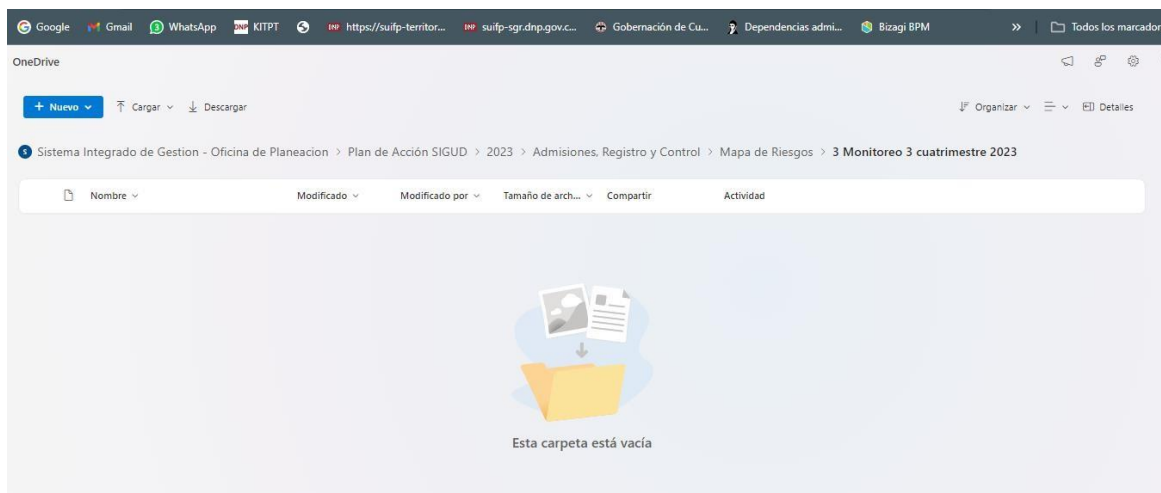 Google Gmail WhatsApp DNP KITPT DNP https://suifp-territor... DNP suifp-sgr.dnp.gov.c... Gobernación de Cu... Dependencias admi... Bizagi BPM » Todos los marcador
OneDrive
+ Nuevo Cargar Descargar Organizar Detalles
S Sistema Integrado de Gestion - Oficina de Planeacion > Plan de Acción SIGUD > 2023 > Admisiones, Registro y Control > Mapa de Riesgos > 3 Monitoreo 3 cuatrimestre 2023
Nombre Modificado Modificado por Tamaño de arch... Compartir Actividad
Esta carpeta está vacía